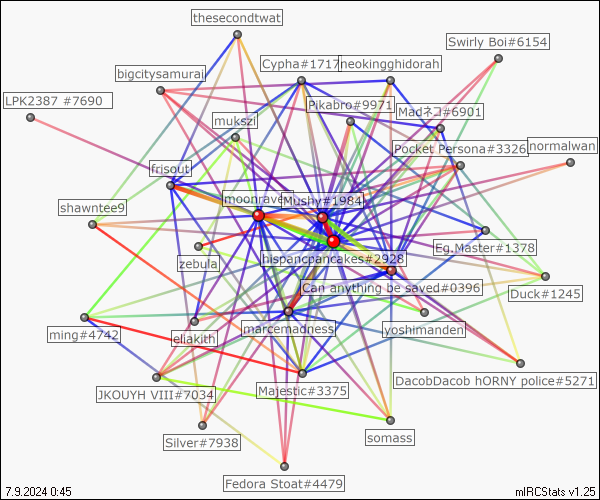 thesecondtwat
Swirly Boi#6154
Cypha#1717
neokingghidorah
bigcitysamurai
LPK2387 #7690
Pikabro#9971
Madネコ#6901
mukszi
normalwan
Pocket Persona#3326
frisout
moonrave
Mushy#1984
shawntee9
Eg.Master#1378
hispancpancakes#2928
zebula
Can anything be saved#0396
Duck#1245
ming#4742
marcemadness
yoshimanden
eliakith
DacobDacob hORNY police#5271
JKOUYH VIII#7034
Majestic#3375
Silver#7938
somass
Fedora Stoat#4479
7.9.2024 0:45
mIRCStats v1.25